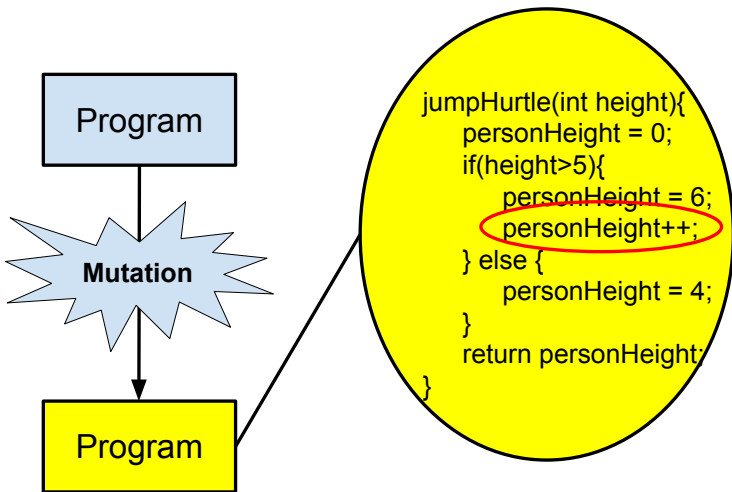 Program
Mutation
Program
jumpHurtle(int height){
personHeight = 0;
if(height>5){
personHeight = 6;
personHeight++;
} else {
personHeight = 4;
}
return personHeight;
}